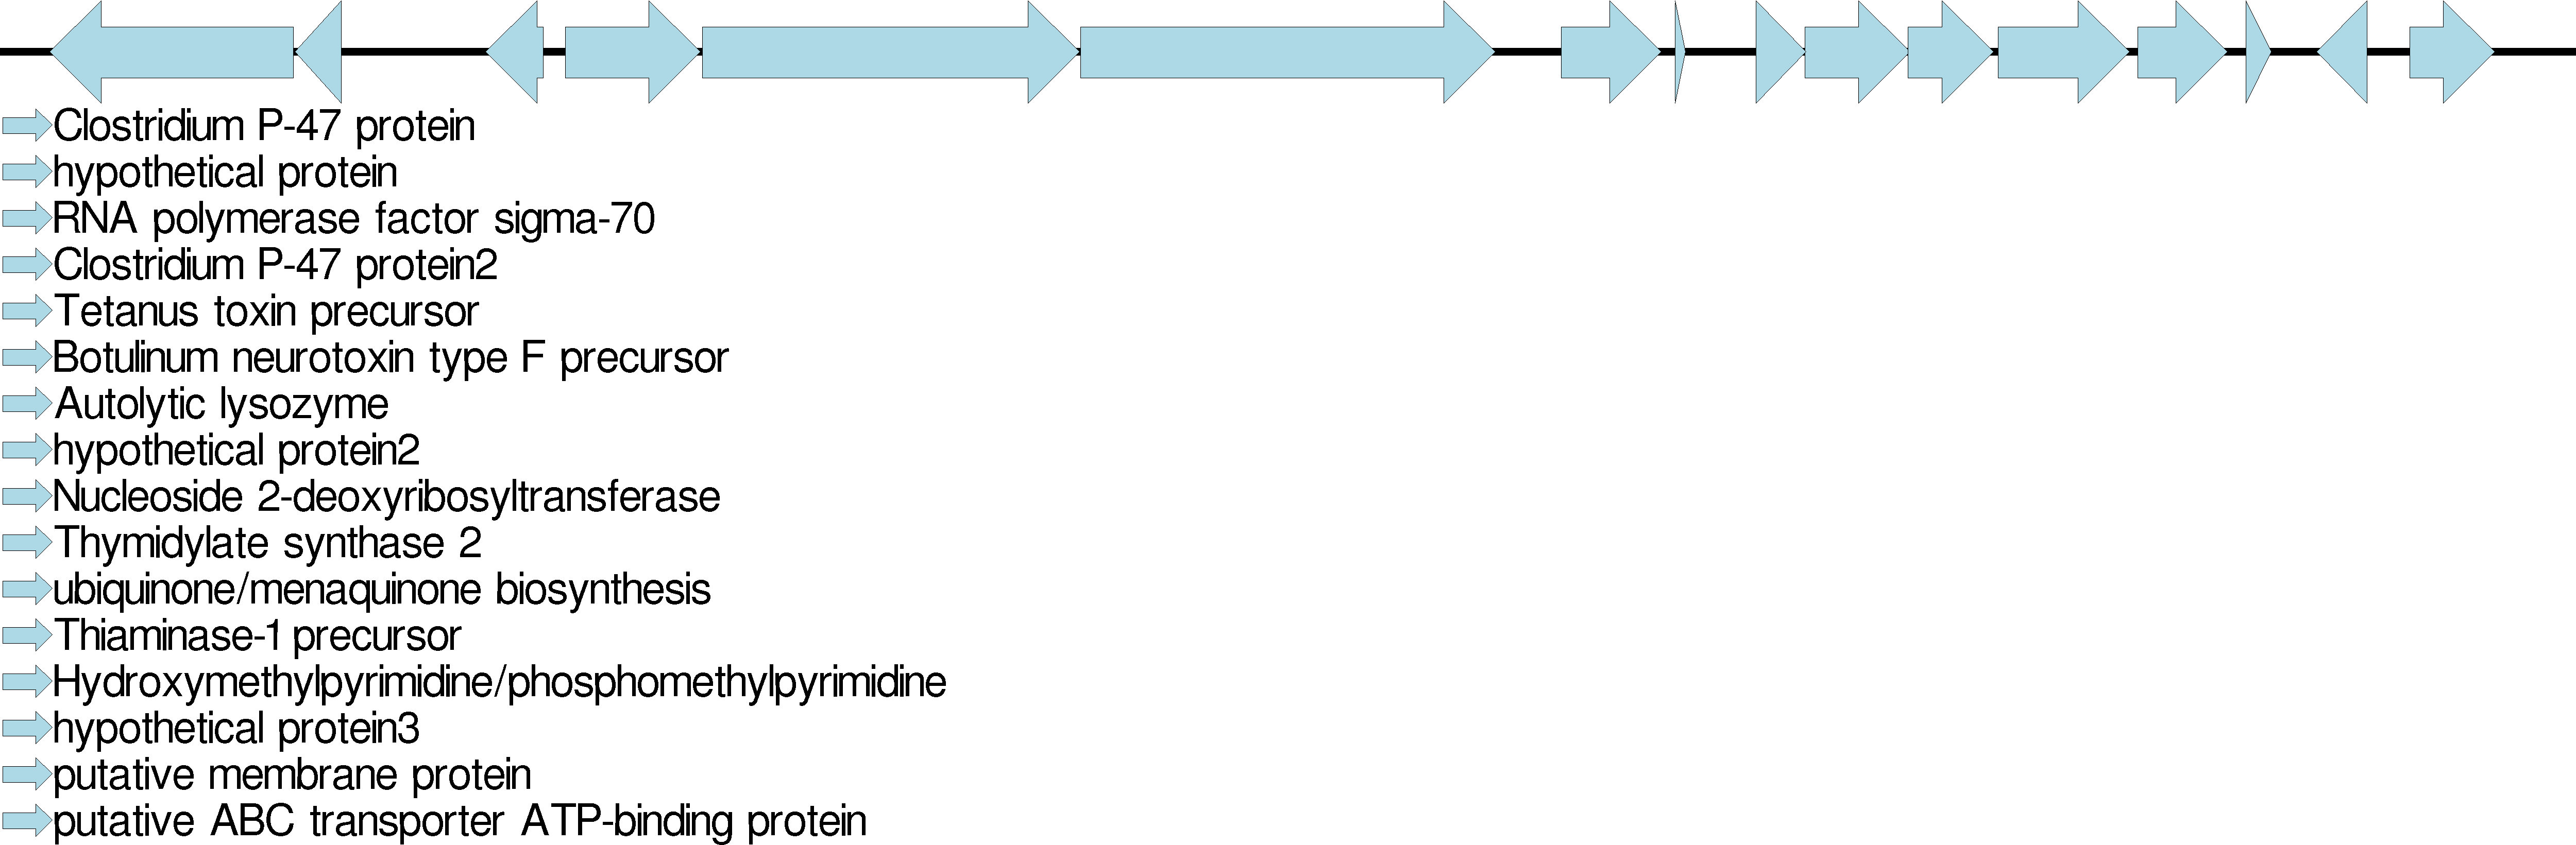 Clostridium P-47 protein
hypothetical protein
RNA polymerase factor sigma-70
Clostridium P-47 protein2
Tetanus toxin precursor
Botulinum neurotoxin type F precursor
Autolytic lysozyme
hypothetical protein2
Nucleoside 2-deoxyribosyltransferase
Thymidylate synthase 2
ubiquinone/menaquinone biosynthesis
Thiaminase-1 precursor
Hydroxymethylpyrimidine/phosphomethylpyrimidine
hypothetical protein3
putative membrane protein
putative ABC transporter ATP-binding protein